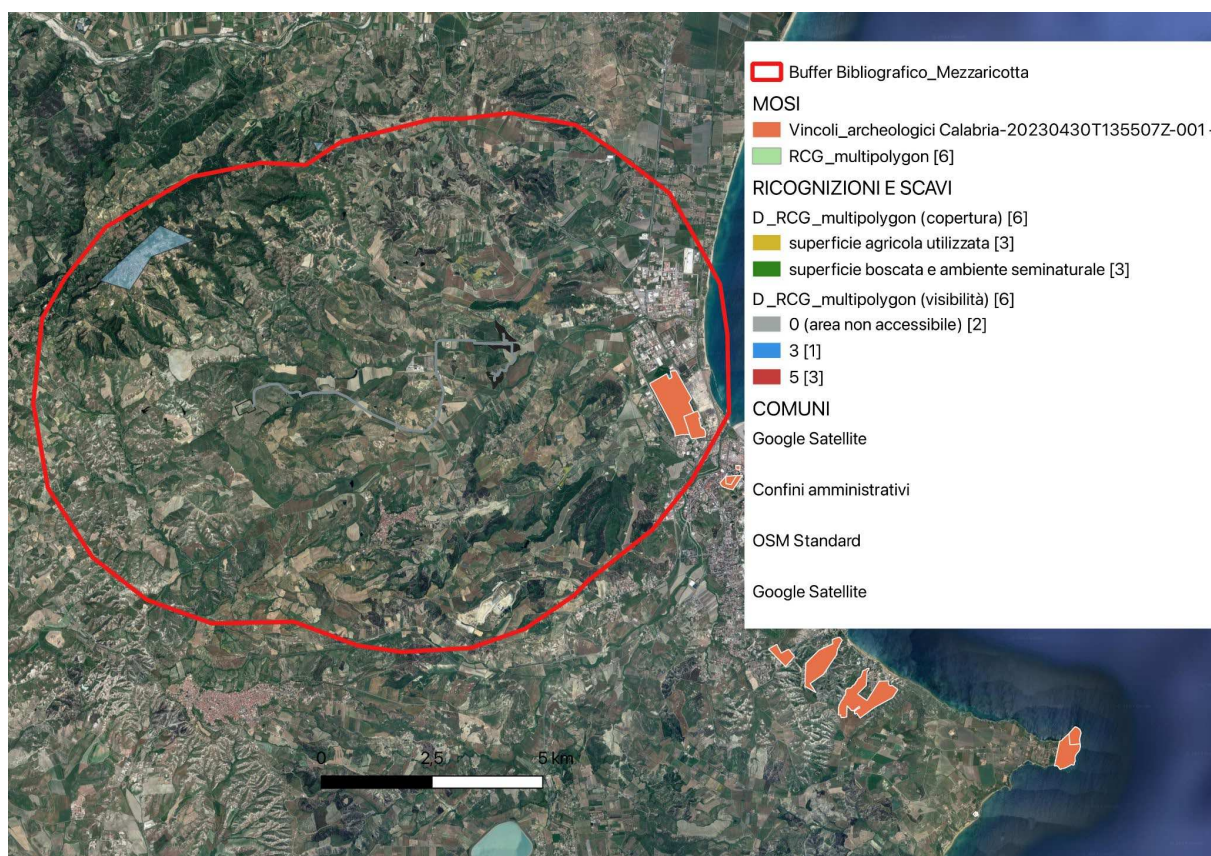 Buffer Bibliografico_Mezzaricotta
MOSI
Vincoli_archeologici Calabria-20230430T135507Z-001 -
RCG_multipolygon [6]
RICOGNIZIONI E SCAVI
D_RCG_multipolygon (copertura) [6]
superficie agricola utilizzata [3]
superficie boscata e ambiente seminaturale [3]
D_RCG_multipolygon (visibilità) [6]
0 (area non accessibile) [2]
3 [1]
5 [3]
COMUNI
Google Satellite
Confini amministrativi
OSM Standard
Google Satellite
0 2,5 5 km